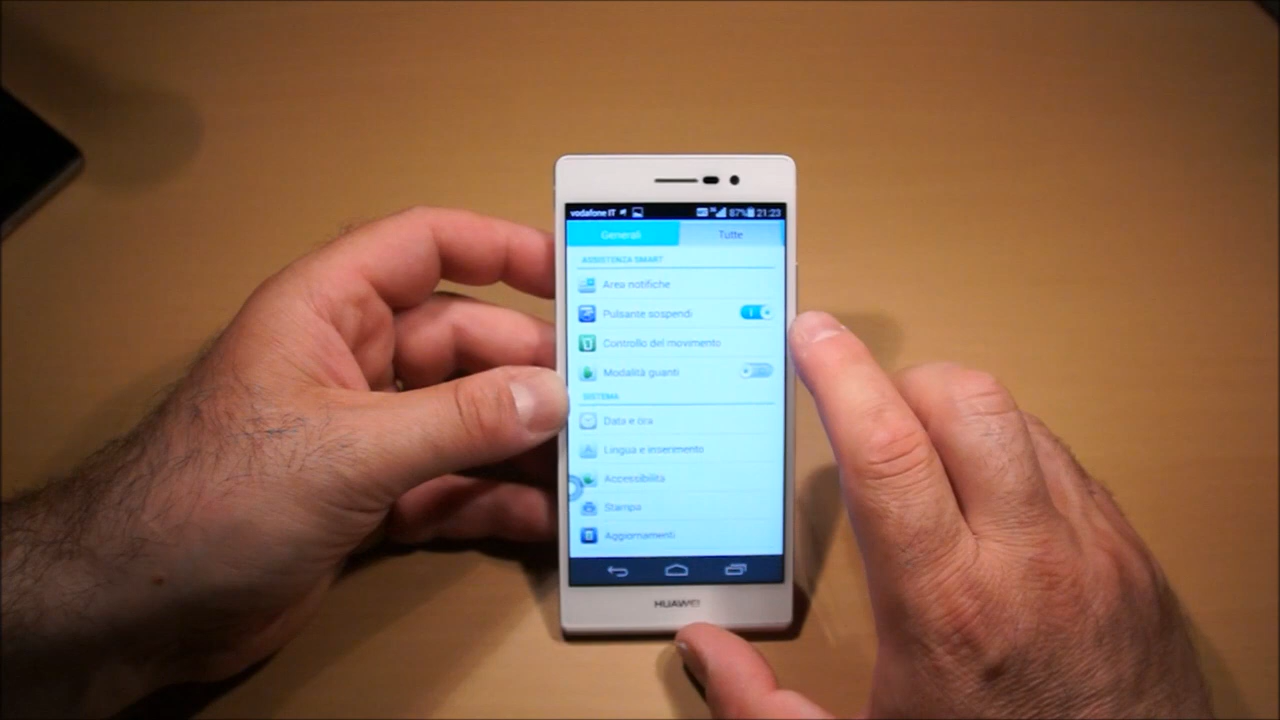 vodafone IT 87% 21:23
Generali Tutte
ASSISTENZA SMART
Area notifiche
Pulsante sospendi
Controllo del movimento
Modalità guanti
SISTEMA
Data e ora
Lingua e inserimento
Accessibilità
Stampa
Aggiornamenti
HUAWEI